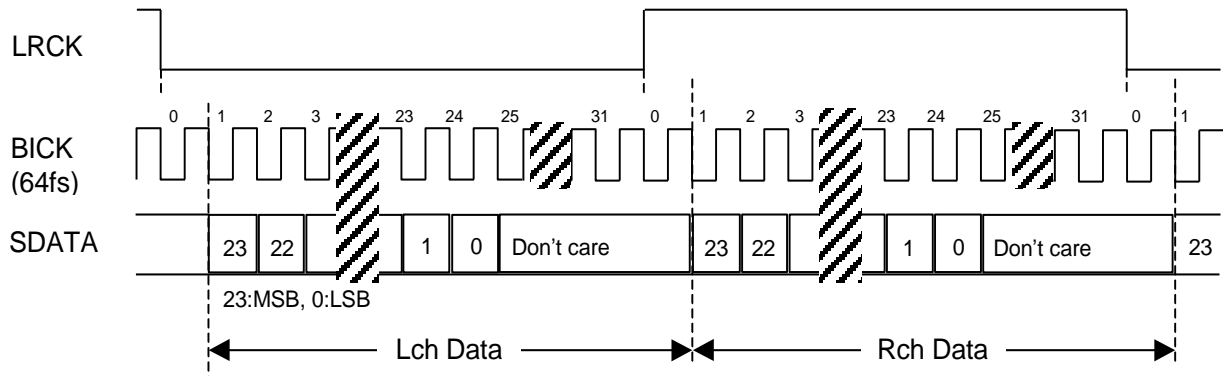 LRCK
0 1 2 3 23 24 25 31 0 1 2 3 23 24 25 31 0 1
BICK
(64fs)
SDATA 23 22 1 0 Don't care 23 22 1 0 Don't care 23
23:MSB, 0:LSB
Lch Data Rch Data